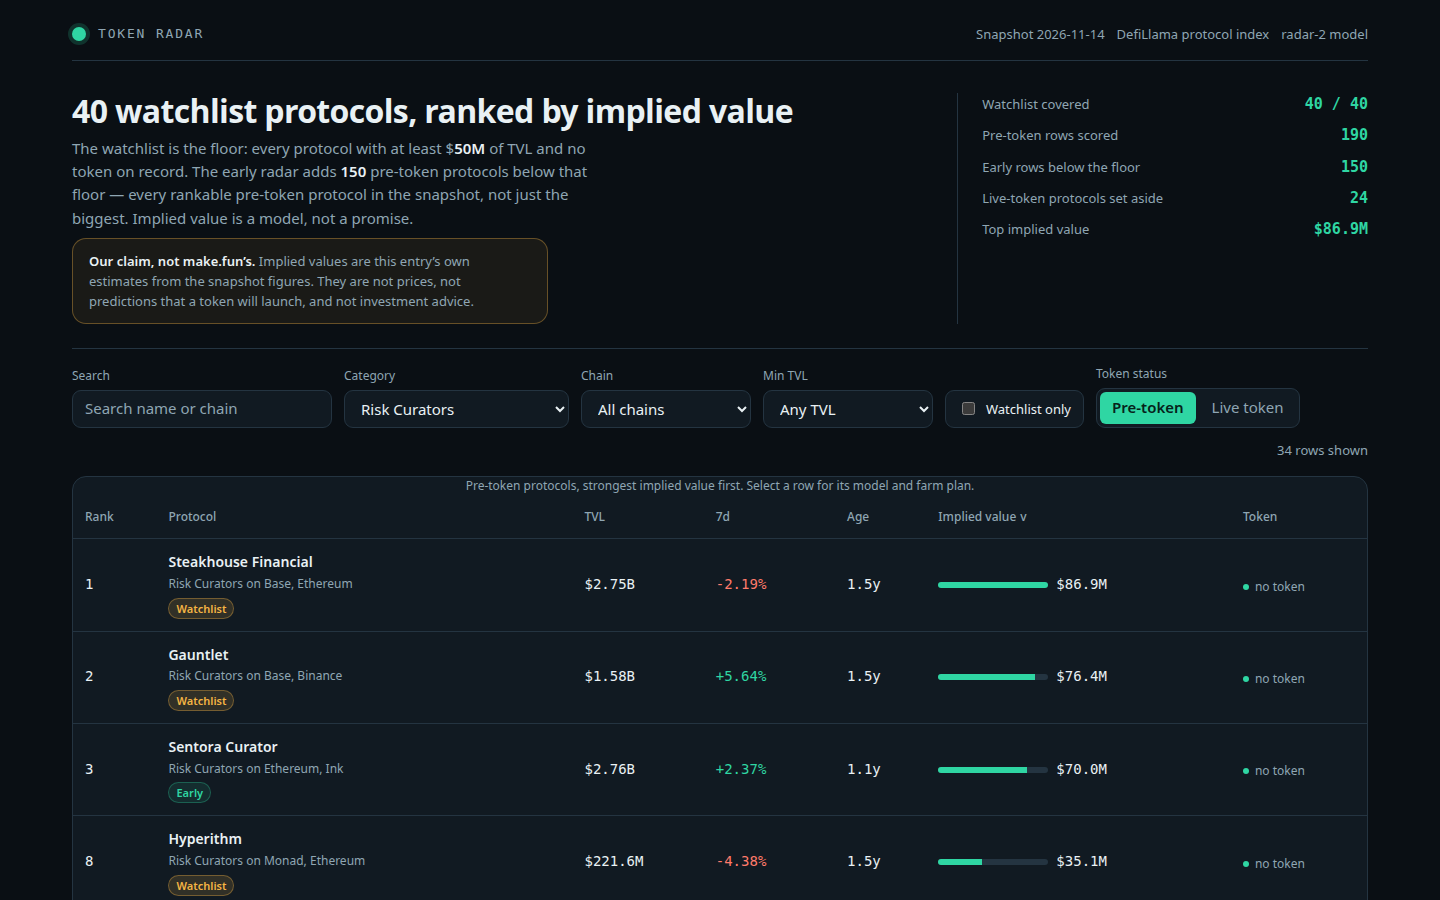 TOKEN RADAR
Snapshot 2026-11-14 DefiLlama protocol index radar-2 model
40 watchlist protocols, ranked by implied value
The watchlist is the floor: every protocol with at least $50M of TVL and no
token on record. The early radar adds 150 pre-token protocols below that
floor — every rankable pre-token protocol in the snapshot, not just the
biggest. Implied value is a model, not a promise.
Our claim, not make.fun's. Implied values are this entry's own
estimates from the snapshot figures. They are not prices, not
predictions that a token will launch, and not investment advice.
Watchlist covered 40 / 40
Pre-token rows scored 190
Early rows below the floor 150
Live-token protocols set aside 24
Top implied value $86.9M
Search Category Chain Min TVL Token status
Search name or chain Risk Curators All chains Any TVL Watchlist only Pre-token Live token
34 rows shown
Pre-token protocols, strongest implied value first. Select a row for its model and farm plan.
Rank Protocol TVL 7d Age Implied value v Token
Steakhouse Financial
1 Risk Curators on Base, Ethereum $2.75B -2.19% 1.5y $86.9M no token
Watchlist
Gauntlet
2 Risk Curators on Base, Binance $1.58B +5.64% 1.5y $76.4M no token
Watchlist
Sentora Curator
3 Risk Curators on Ethereum, Ink $2.76B +2.37% 1.1y $70.0M no token
Early
Hyperithm
8 Risk Curators on Monad, Ethereum $221.6M -4.38% 1.5y $35.1M no token
Watchlist